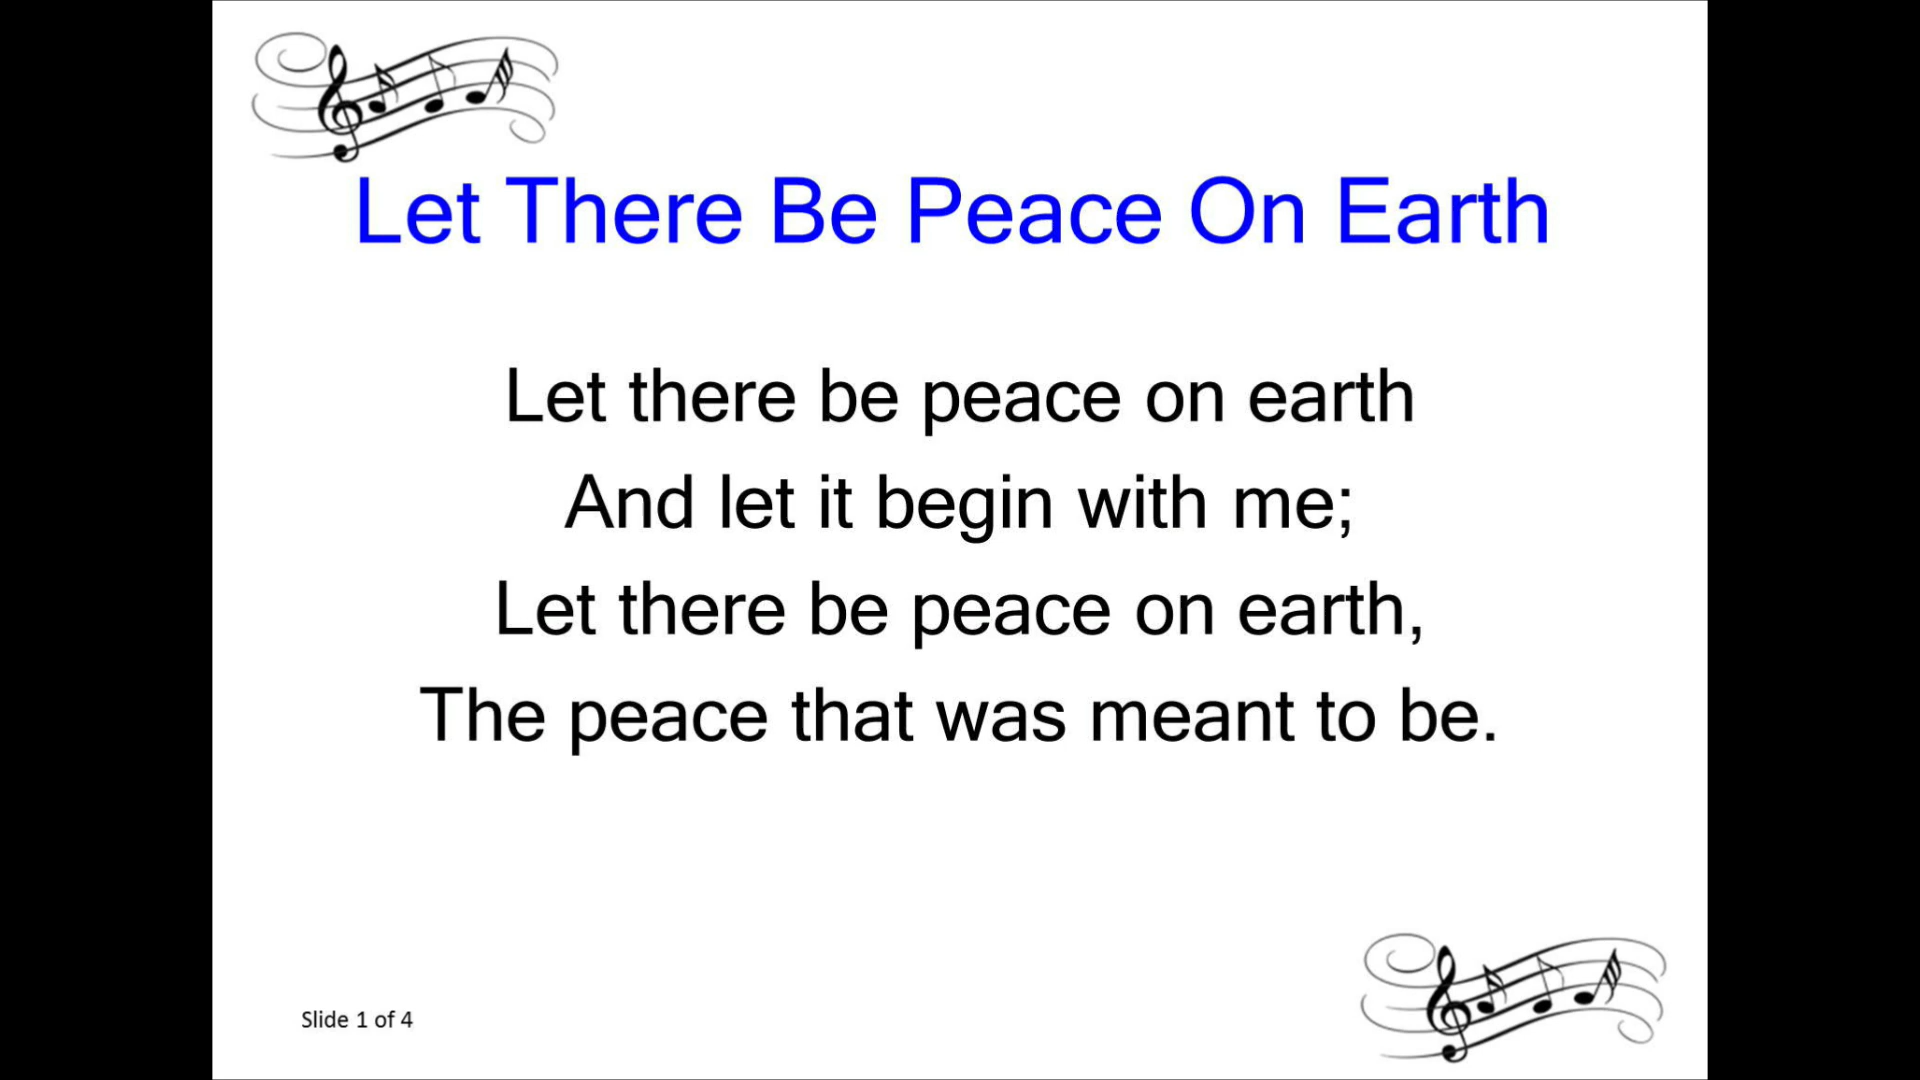 Let There Be Peace On Earth
Let there be peace on earth
And let it begin with me;
Let there be peace on earth,
The peace that was meant to be.
Slide 1 of 4